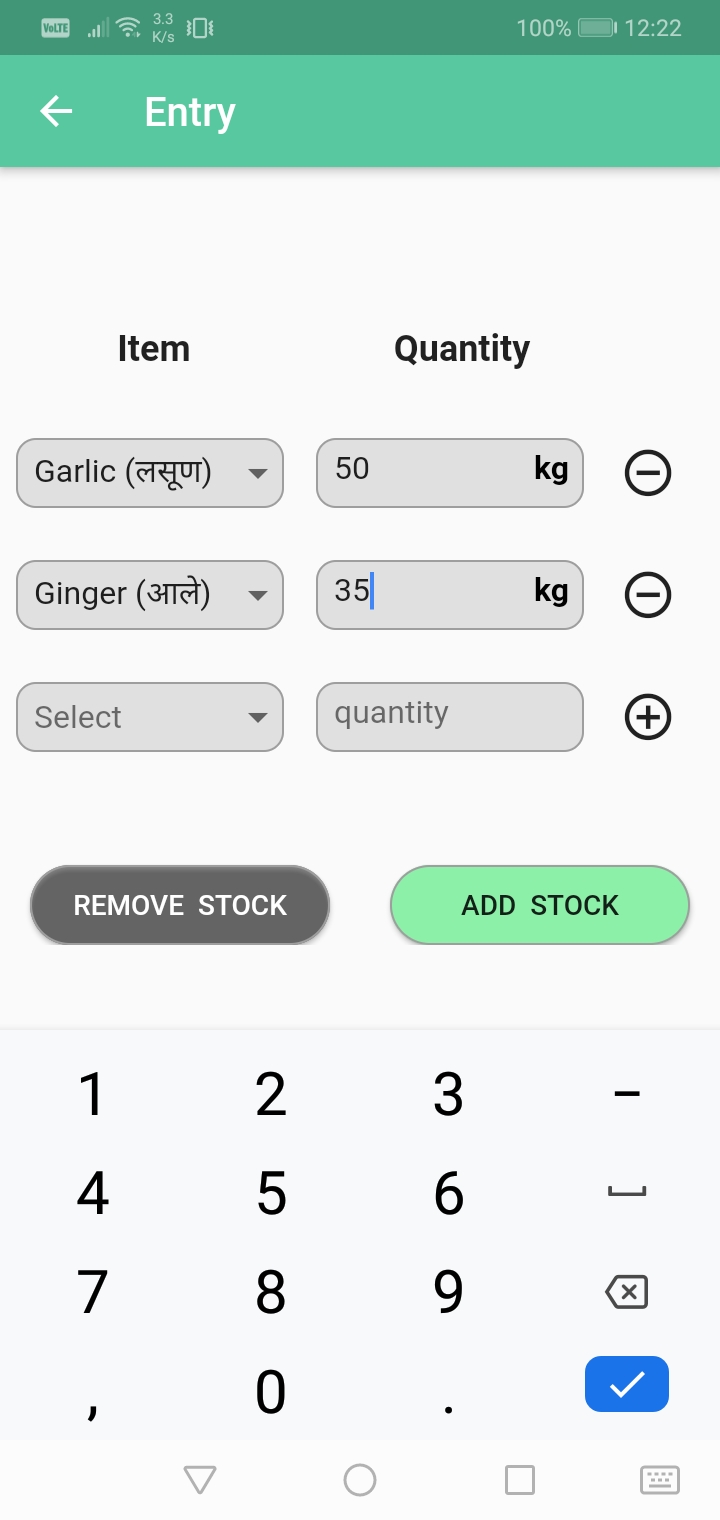 VoLTE 3.3 K/s 100% 12:22
Entry
Item Quantity
Garlic (लसूण) 50 kg
Ginger (आले) 35 kg
Select quantity
REMOVE STOCK ADD STOCK
1 2 3 −
4 5 6
7 8 9
, 0 .